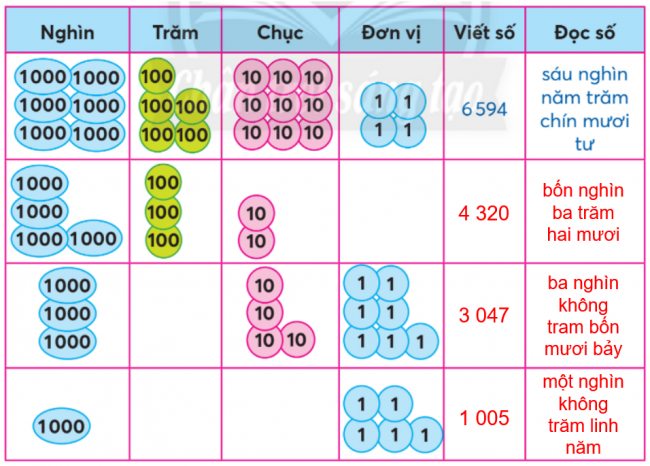 Nghìn Trăm Chục Đơn vị Viết số Đọc số
1000 1000 100 10 10 10 sáu nghìn
1000 1000 100 100 10 10 10 1 1 6 594 năm trăm
1000 1000 100 100 10 10 10 1 1 chín mươi
tư
1000 100 bốn nghìn
1000 100 10 4 320 ba trăm
1000 1000 100 10 hai mươi
1000 10 1 1 ba nghìn
1000 10 1 1 3 047 không
1000 10 10 1 1 1 tram bốn
mươi bảy
một nghìn
1 1 không
1000 1 1 1 1 005 trăm linh
năm
Chân trời sáng tạo